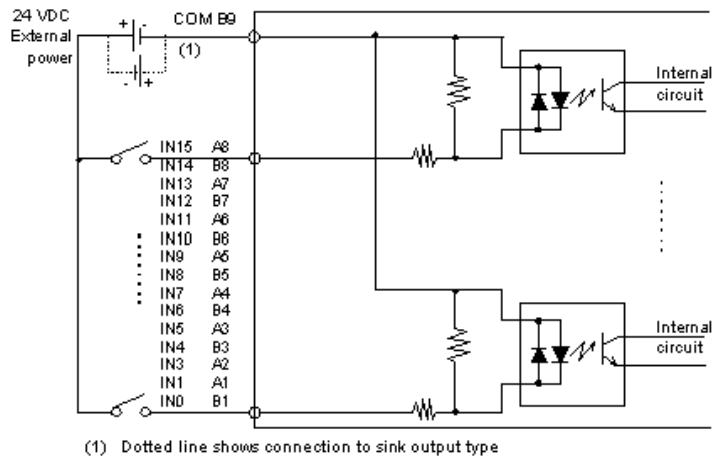 24 VDC
External
power
+ -
COM B9
(1)
- +
Internal
circuit
IN15 A8
IN14 B8
IN13 A7
IN12 B7
IN11 A6
IN10 B6
IN9 A5
IN8 B5
IN7 A4
IN6 B4
IN5 A3
IN4 B3
IN3 A2
IN1 A1
IN0 B1
Internal
circuit
(1) Dotted line shows connection to sink output type